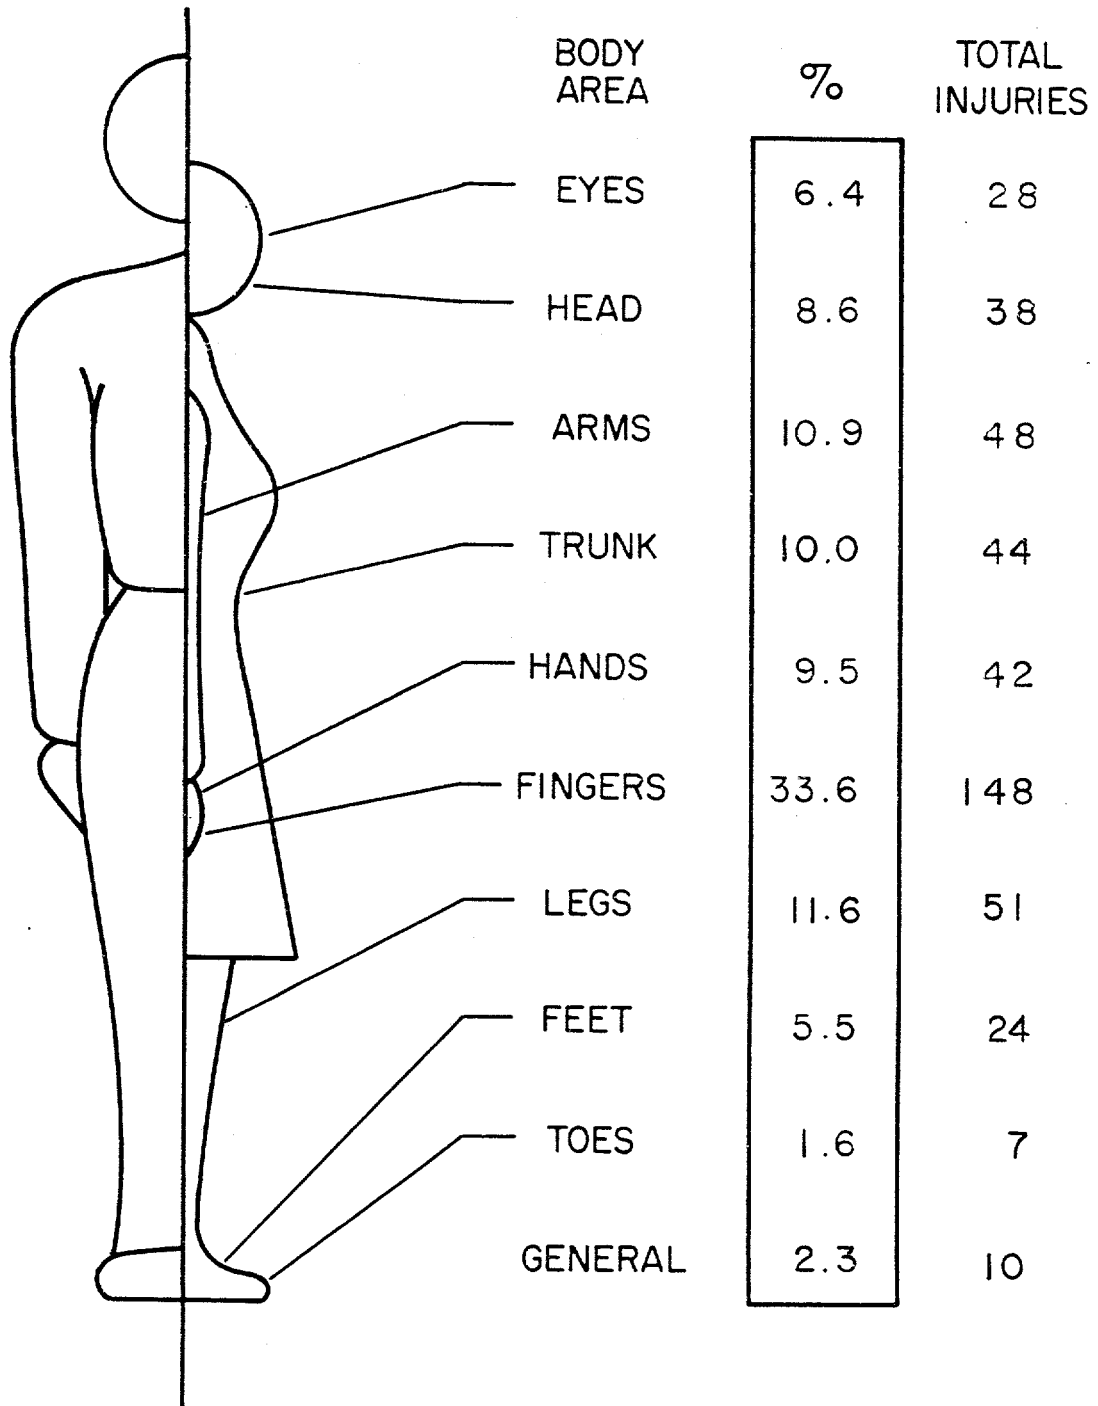 BODY AREA % TOTAL INJURIES
EYES 6.4 28
HEAD 8.6 38
ARMS 10.9 48
TRUNK 10.0 44
HANDS 9.5 42
FINGERS 33.6 148
LEGS 11.6 51
FEET 5.5 24
TOES 1.6 7
GENERAL 2.3 10